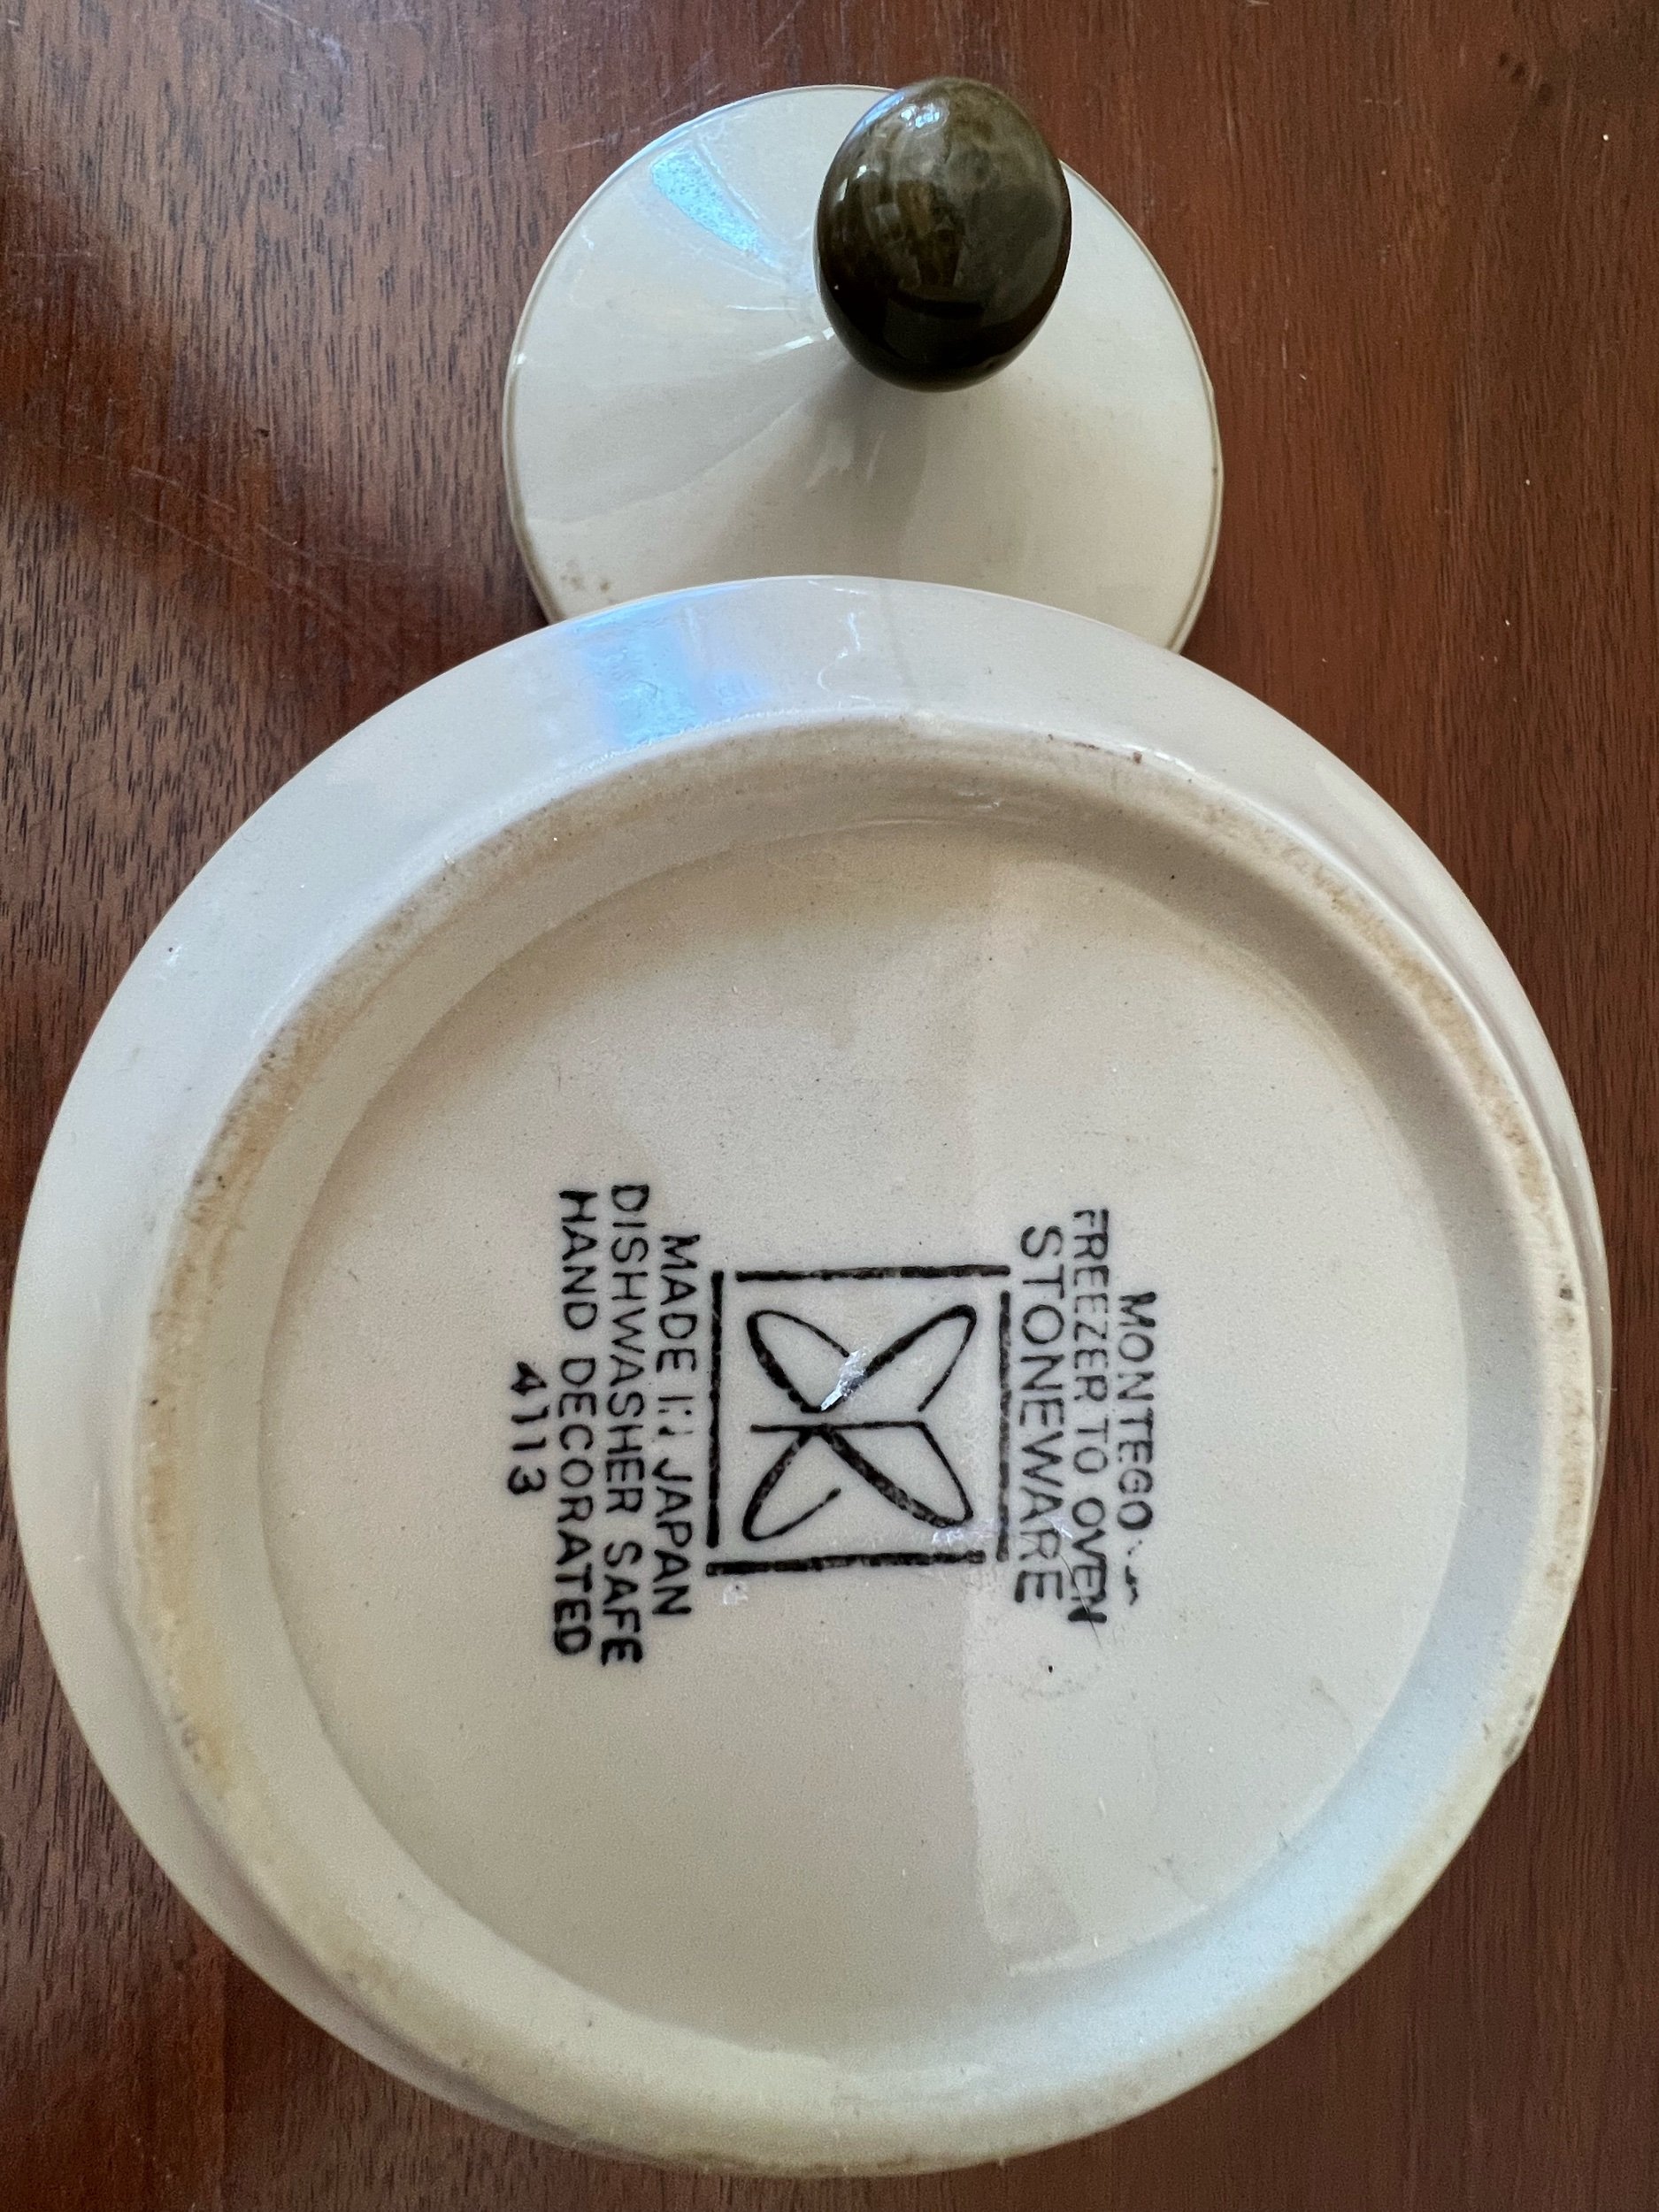 MONTEGO
FREEZER TO OVEN
STONEWARE
MADE IN JAPAN
DISHWASHER SAFE
HAND DECORATED
4113